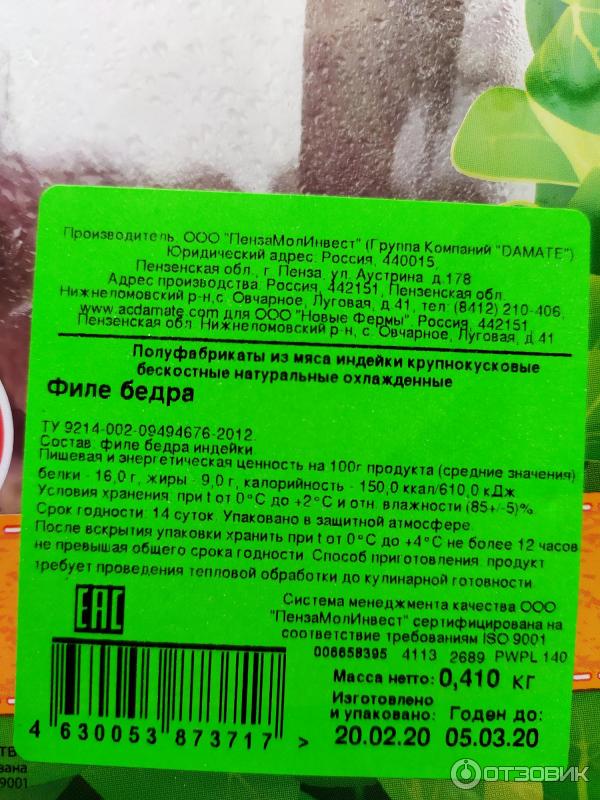 Производитель: ООО "ПензаМолИнвест" (Группа Компаний "DAMATE")
Юридический адрес: Россия, 440015
Пензенская обл., г. Пенза, ул. Аустрина, д.178
Адрес производства: Россия, 442151, Пензенская обл.
Нижнеломовский р-н,с. Овчарное, Луговая, д.41, тел: (8412) 210-406,
www.acdamate.com для ООО "Новые Фермы". Россия, 442151
Пензенская обл. Нижнеломовский р-н, с. Овчарное, Луговая, д.41
Полуфабрикаты из мяса индейки крупнокусковые
бескостные натуральные охлажденные
Филе бедра
ТУ 9214-002-09494676-2012.
Состав: филе бедра индейки.
Пищевая и энергетическая ценность на 100г продукта (средние значения):
белки - 16,0г, жиры - 9,0г, калорийность - 150,0 ккал/610,0 кДж
Условия хранения: при t от 0°С до +2°С и отн. влажности (85+/-5)%.
Срок годности: 14 суток. Упаковано в защитной атмосфере.
После вскрытия упаковки хранить при t от 0°С до +4°С не более 12 часов
не превышая общего срока годности. Способ приготовления: продукт
требует проведения тепловой обработки до кулинарной готовности.
EAC
Система менеджмента качества ООО
"ПензаМолИнвест" сертифицирована на
соответствие требованиям ISO 9001
006658395 4113 2689 PWPL 140
Масса нетто: 0,410 кг
Изготовлено
и упаковано: Годен до:
20.02.20 05.03.20
4 630053 873717 >
9001
ОТЗОВИК